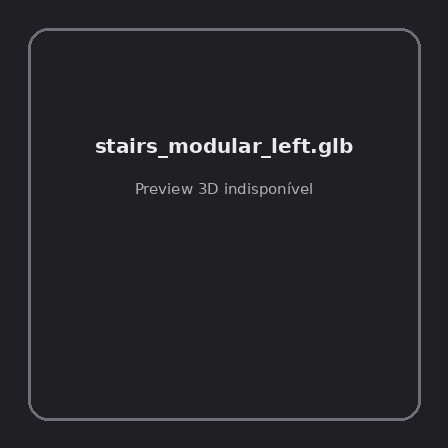 stairs_modular_left.glb
Preview 3D indisponível